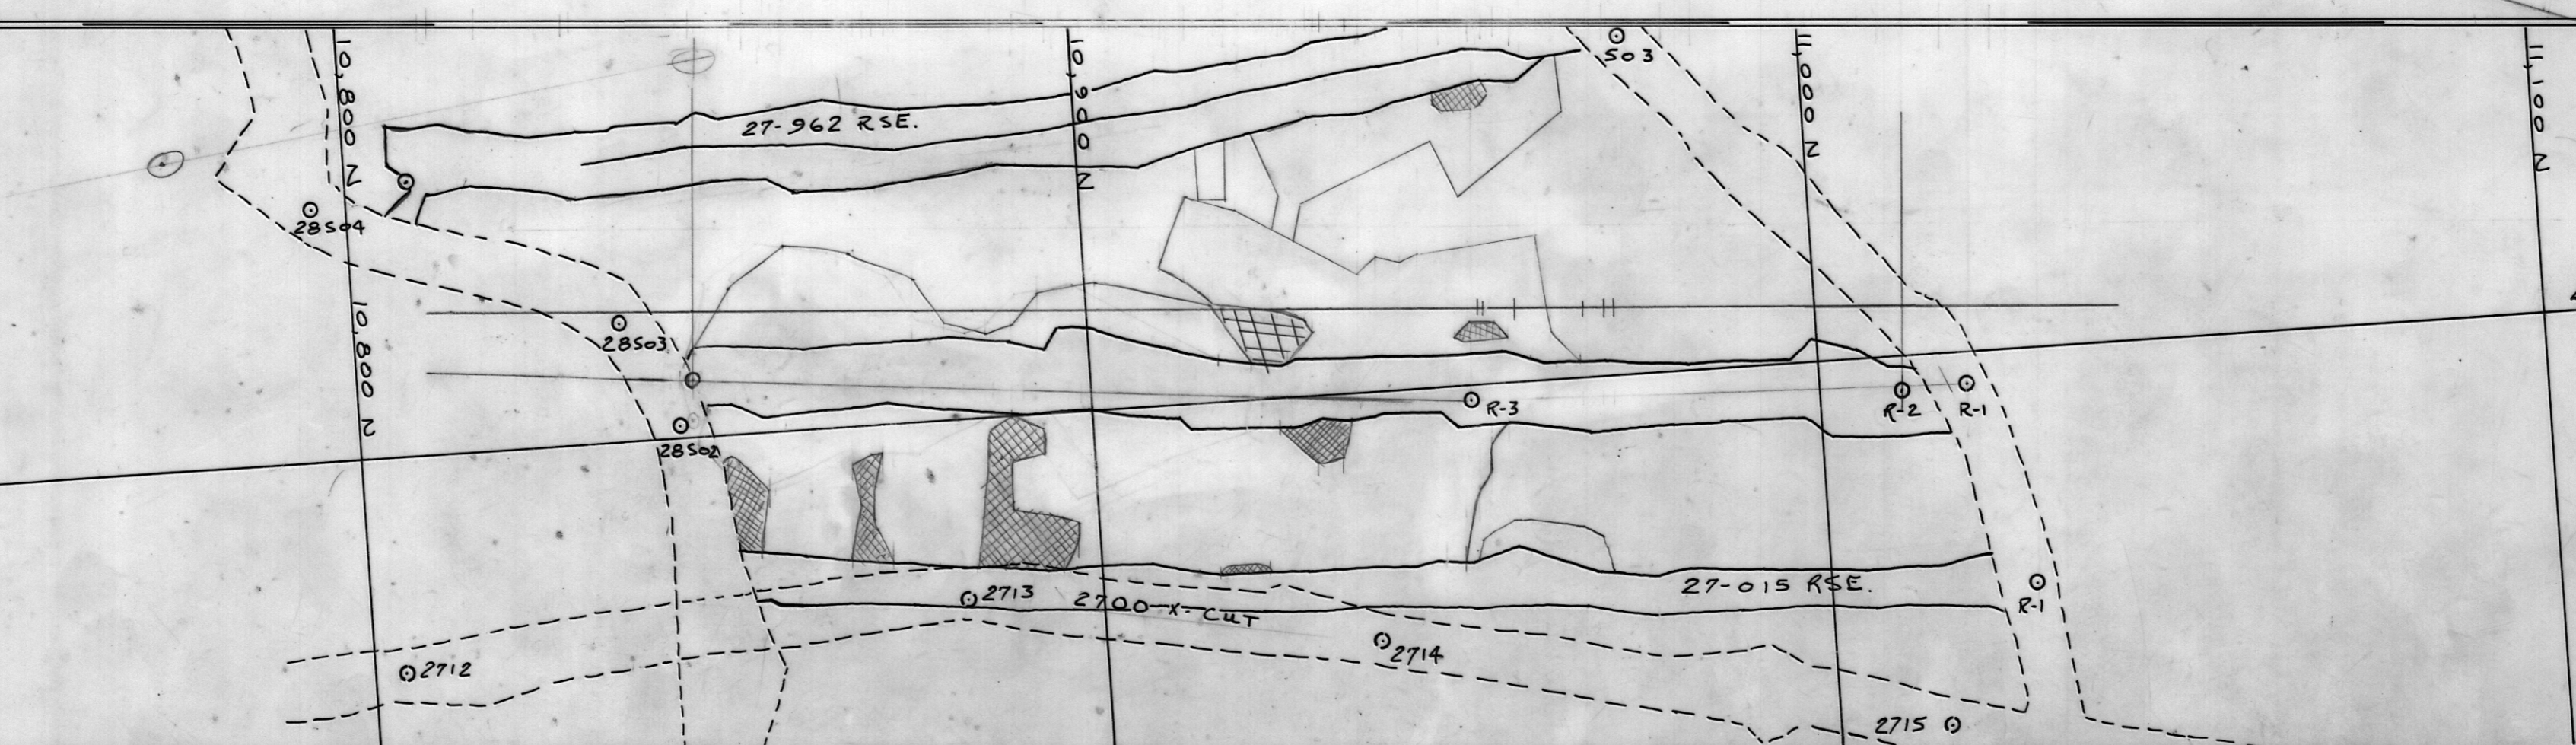 10,800 N
10,900 N
11,000 N
11,100 N
S03
27-962 RSE.
28S04
10,800 N
28S03
R-3
R-2
R-1
28S02
27-015 RSE.
2713
2700-X-CUT
R-1
2712
2714
2715